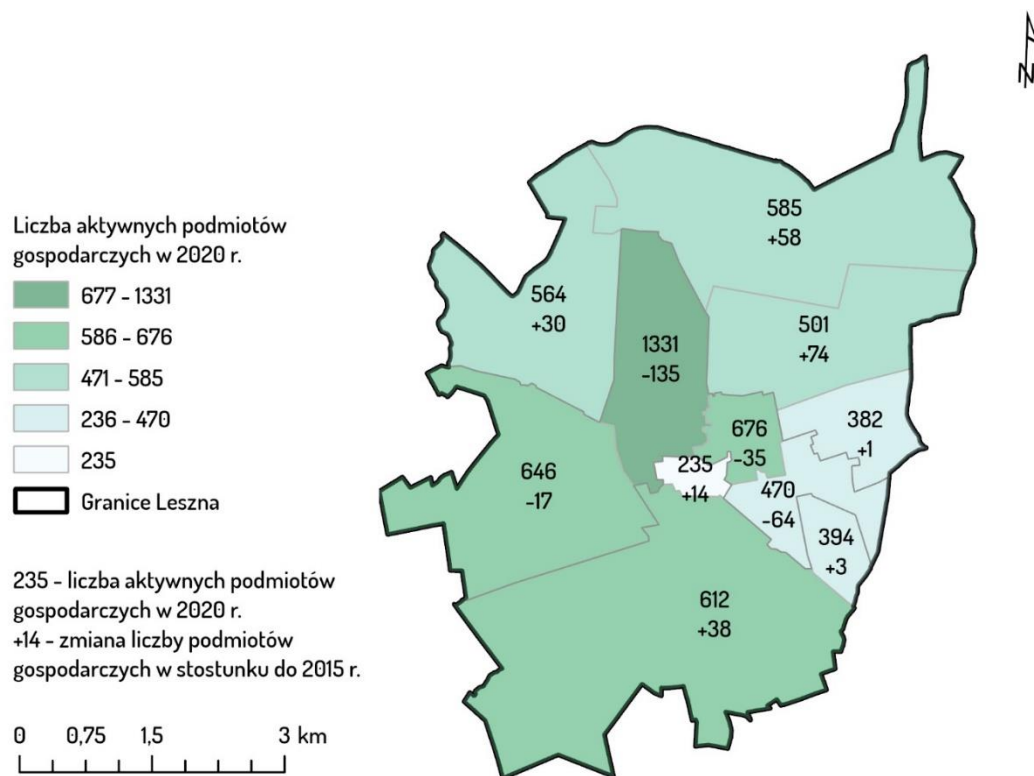 N
Liczba aktywnych podmiotów
gospodarczych w 2020 r.
677 - 1331
586 - 676
471 - 585
236 - 470
235
Granice Leszna
235 - liczba aktywnych podmiotów
gospodarczych w 2020 r.
+14 - zmiana liczby podmiotów
gospodarczych w stostunku do 2015 r.
0 0,75 1,5 3 km
585
+58
564
+30
501
+74
1331
-135
382
+1
676
-35
235
+14
646
-17
470
-64
394
+3
612
+38